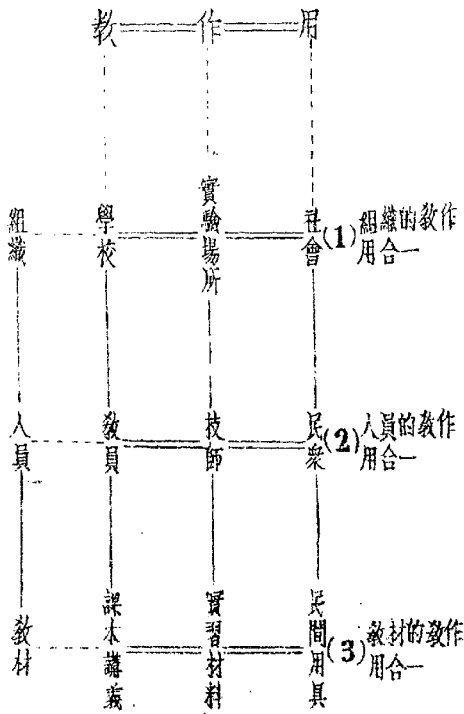 教 作 用
組織
學校
實驗場所
社會
(1) 組織的教作
用合一
人員
教員
技師
民衆
(2) 人員的教作
用合一
教材
課本講義
實習材料
民間用具
(3) 教材的教作
用合一